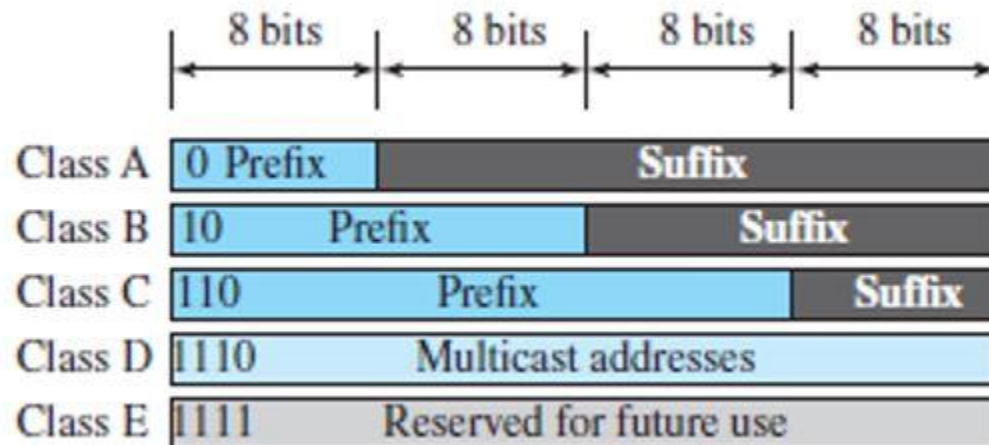 8 bits 8 bits 8 bits 8 bits
Class A 0 Prefix Suffix
Class B 10 Prefix Suffix
Class C 110 Prefix Suffix
Class D 1110 Multicast addresses
Class E 1111 Reserved for future use